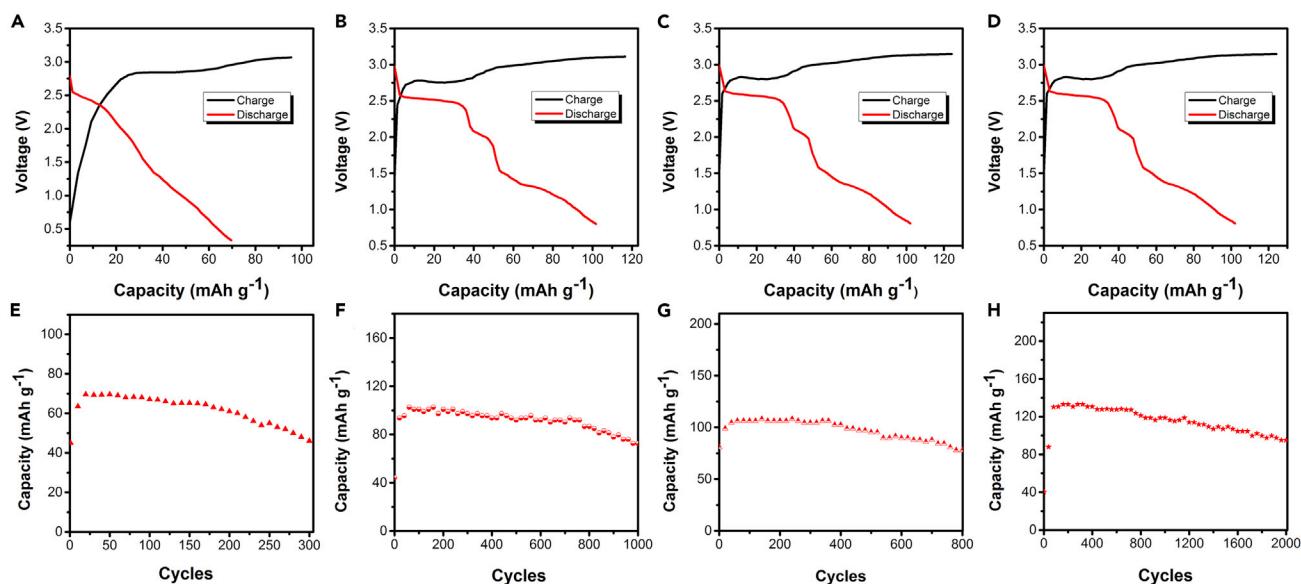 A
3.5
3.0
2.5
2.0
1.5
1.0
0.5
Voltage (V)
Charge
Discharge
0 20 40 60 80 100
Capacity (mAh g-1)
B
3.5
3.0
2.5
2.0
1.5
1.0
0.5
Voltage (V)
Charge
Discharge
0 20 40 60 80 100 120
Capacity (mAh g-1)
C
3.5
3.0
2.5
2.0
1.5
1.0
0.5
Voltage (V)
Charge
Discharge
0 20 40 60 80 100 120
Capacity (mAh g-1)
D
3.5
3.0
2.5
2.0
1.5
1.0
0.5
Voltage (V)
Charge
Discharge
0 20 40 60 80 100 120
Capacity (mAh g-1)
E
100
80
60
40
20
0
Capacity (mAh g-1)
0 50 100 150 200 250 300
Cycles
F
160
120
80
40
0
Capacity (mAh g-1)
0 200 400 600 800 1000
Cycles
G
200
150
100
50
0
Capacity (mAh g-1)
0 200 400 600 800
Cycles
H
200
160
120
80
40
0
Capacity (mAh g-1)
0 400 800 1200 1600 2000
Cycles